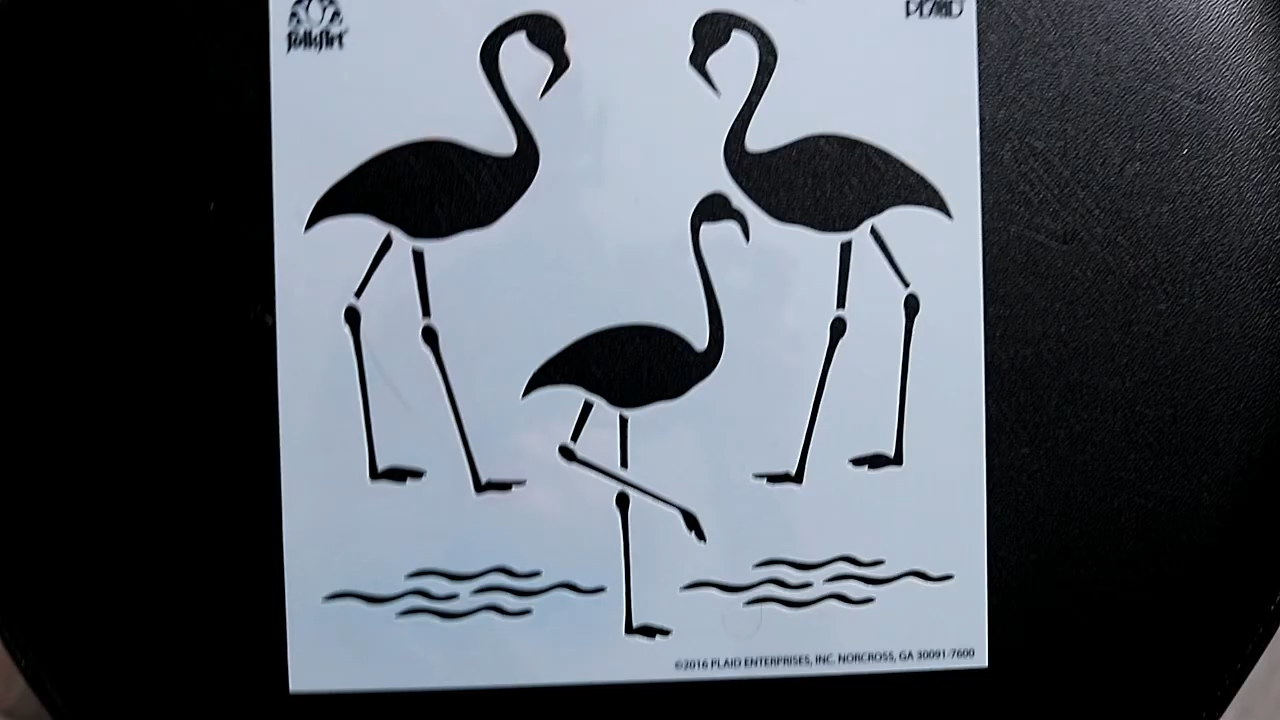 FolkArt
PLAID
©2016 PLAID ENTERPRISES, INC. NORCROSS, GA 30091-7600